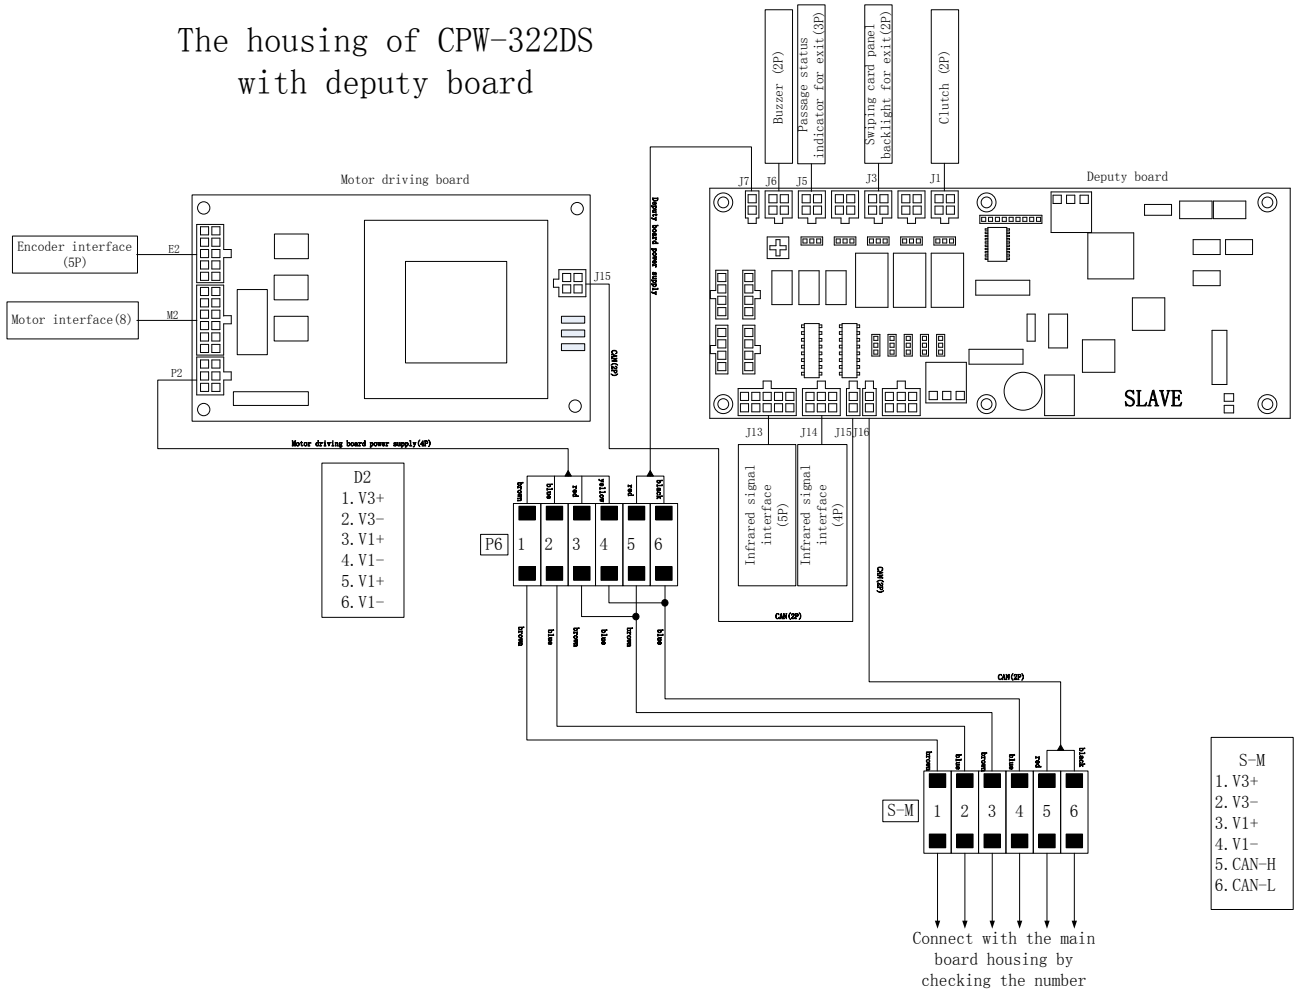 The housing of CPW-322DS
with deputy board
Buzzer (2P)
Passage status
indicator for exit(3P)
Swiping card panel
backlight for exit(2P)
Clutch (2P)
Motor driving board
Deputy board
J7
J6
J5
J3
J1
Encoder interface
(5P)
E2
Motor interface(8)
M2
P2
J15
CAN(2P)
Deputy board power supply
SLAVE
J13
J14
J15
J16
Infrared signal
interface
(5P)
Infrared signal
interface
(4P)
Motor driving board power supply(4P)
D2
1. V3+
2. V3-
3. V1+
4. V1-
5. V1+
6. V1-
brown
blue
red
yellow
red
black
P6
1
2
3
4
5
6
brown
blue
brown
blue
brown
blue
CAN(2P)
CAN(2P)
CAN(2P)
brown
blue
brown
blue
red
black
S-M
1
2
3
4
5
6
S-M
1. V3+
2. V3-
3. V1+
4. V1-
5. CAN-H
6. CAN-L
Connect with the main
board housing by
checking the number